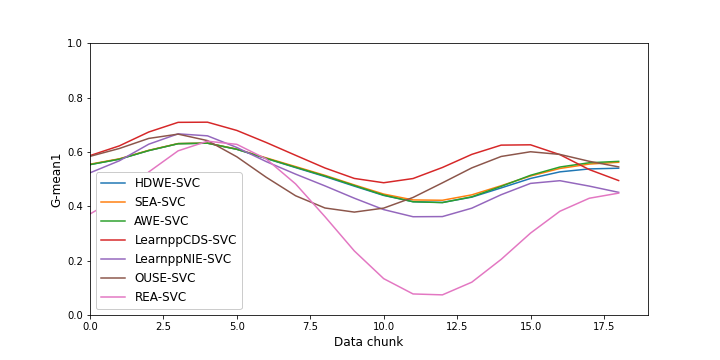 1.0
0.8
0.6
0.4
0.2
0.0
G-mean1
HDWE-SVC
SEA-SVC
AWE-SVC
LearnppCDS-SVC
LearnppNIE-SVC
OUSE-SVC
REA-SVC
0.0 2.5 5.0 7.5 10.0 12.5 15.0 17.5
Data chunk